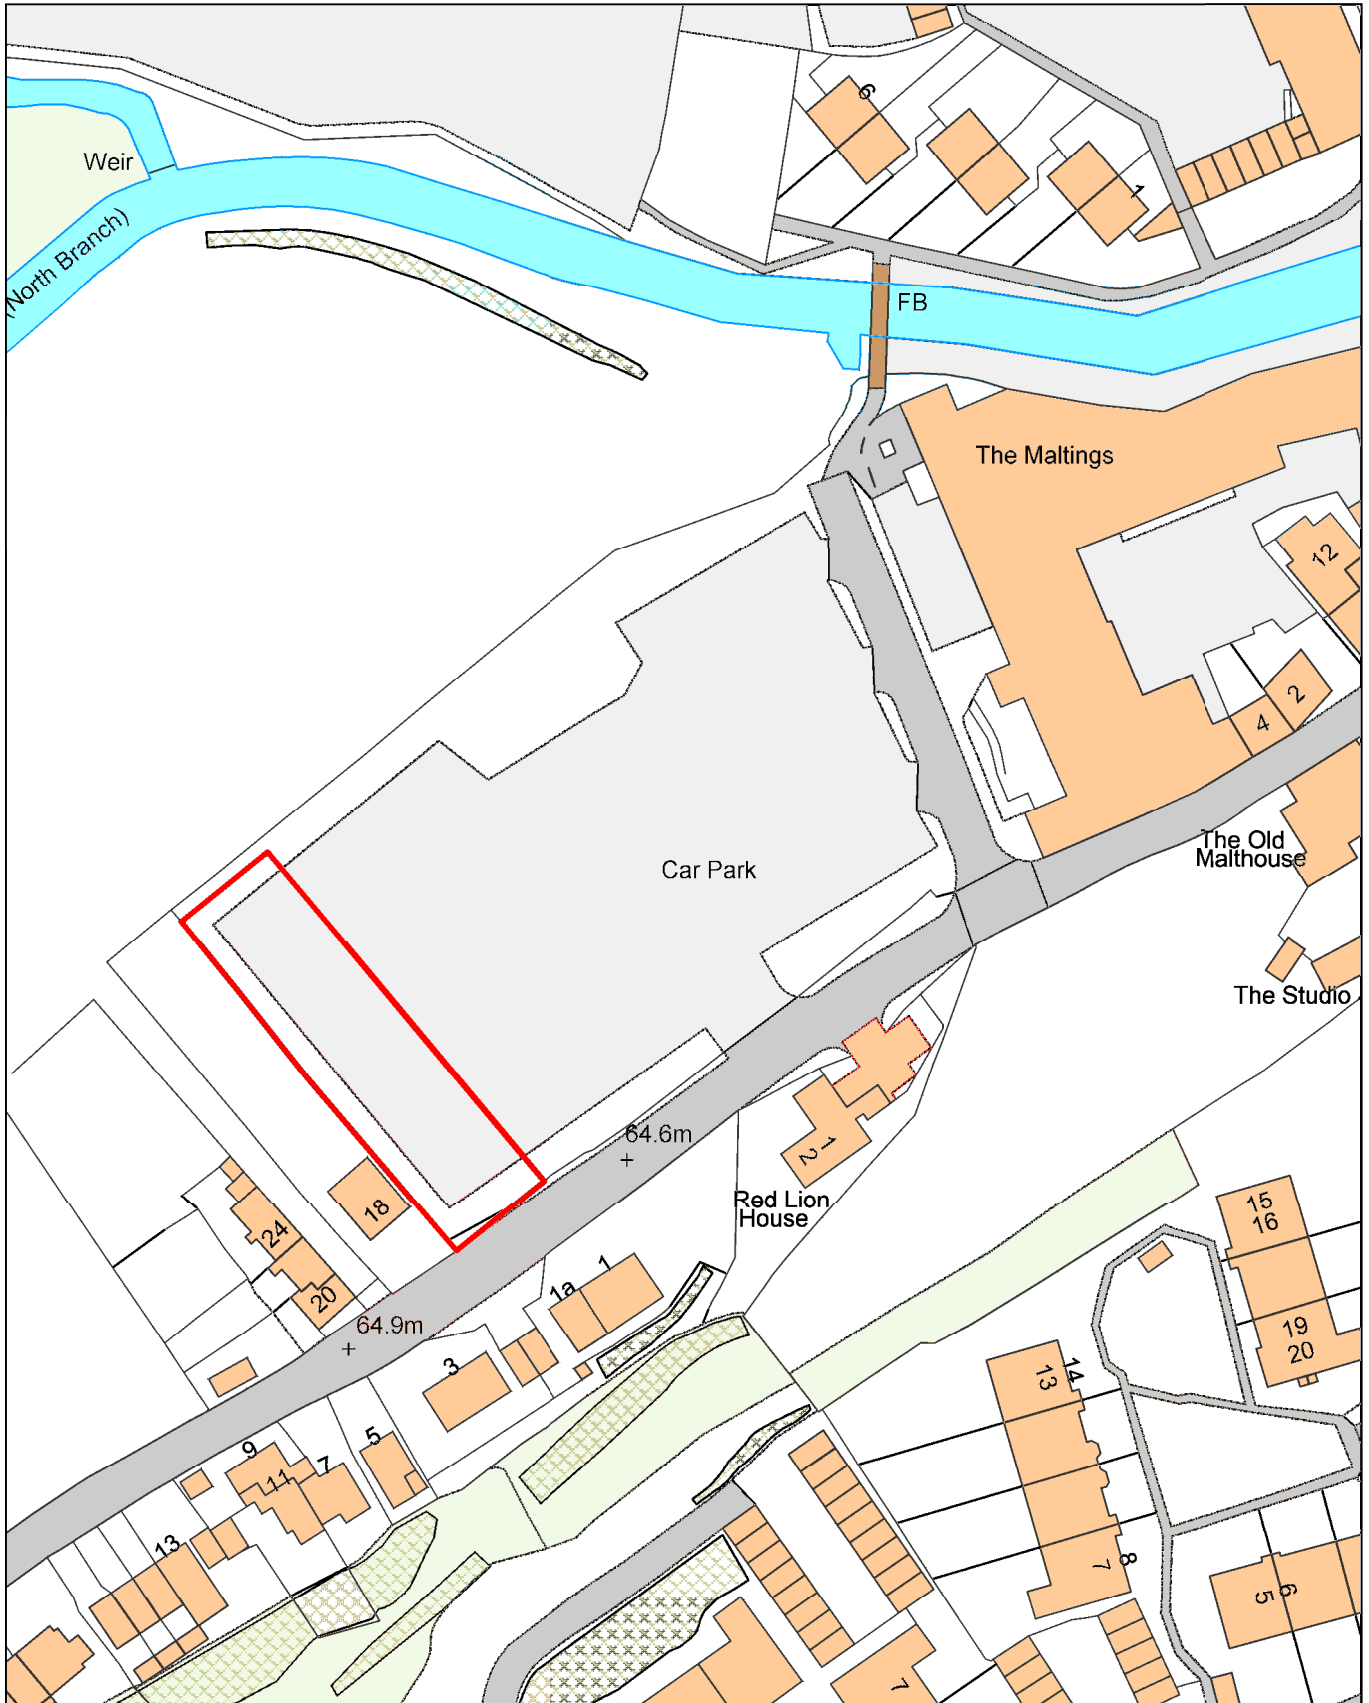 6
Weir
1
(North Branch)
FB
The Maltings
12
2
4
The Old
Malthouse
Car Park
The Studio
64.6m
1
2
18
Red Lion
House
15
16
24
1
1a
20
64.9m
19
20
3
14
13
5
9
7
11
13
8
7
6
5
7